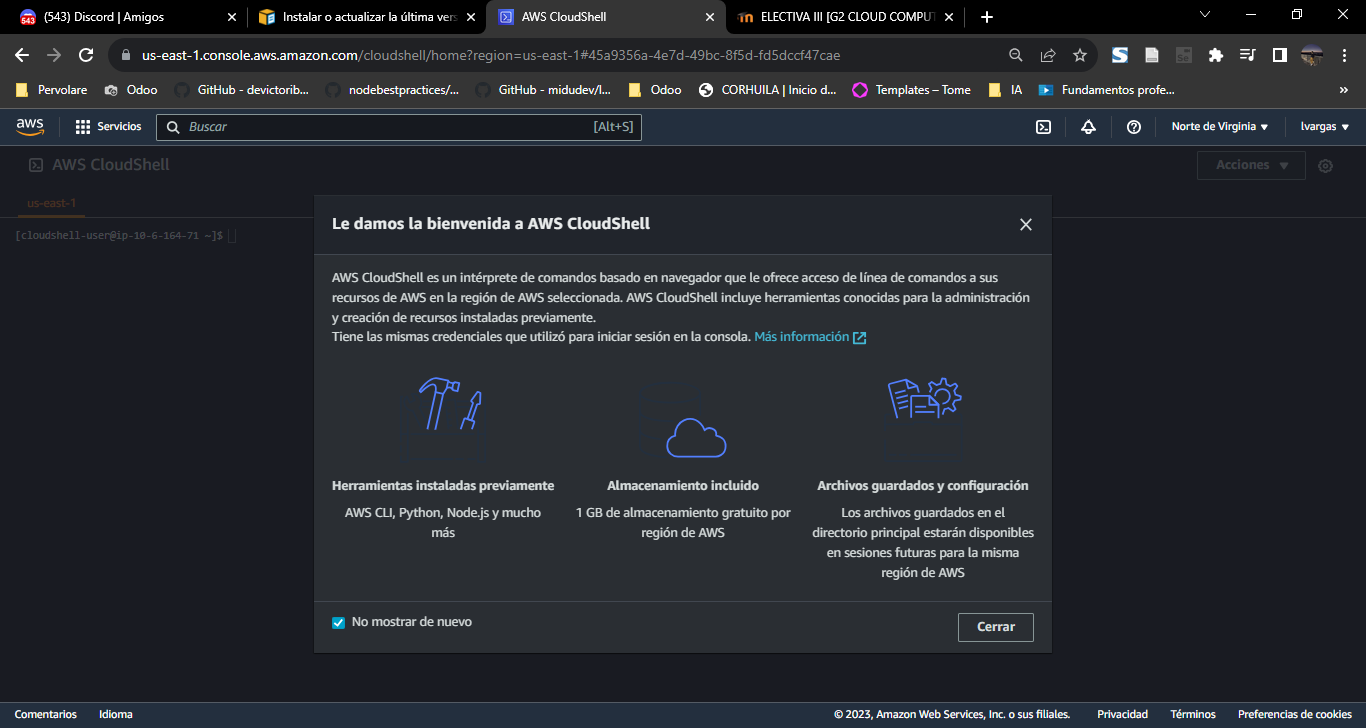 543
(543) Discord | Amigos
Instalar o actualizar la última vers
AWS CloudShell
ELECTIVA III [G2 CLOUD COMPUT
us-east-1.console.aws.amazon.com/cloudshell/home?region=us-east-1#45a9356a-4e7d-49bc-8f5d-fd5dccf47cae
Pervolare
Odoo
GitHub - devictorib...
nodebestpractices/...
GitHub - midudev/l...
Odoo
CORHUILA | Inicio d...
Templates – Tome
IA
Fundamentos profe...
»
aws
Servicios
Buscar
[Alt+S]
Norte de Virginia
lvargas
AWS CloudShell
Acciones
us-east-1
[cloudshell-user@ip-10-6-164-71 ~]$
Le damos la bienvenida a AWS CloudShell
AWS CloudShell es un intérprete de comandos basado en navegador que le ofrece acceso de línea de comandos a sus
recursos de AWS en la región de AWS seleccionada. AWS CloudShell incluye herramientas conocidas para la administración
y creación de recursos instaladas previamente.
Tiene las mismas credenciales que utilizó para iniciar sesión en la consola. Más información
Herramientas instaladas previamente
AWS CLI, Python, Node.js y mucho
más
Almacenamiento incluido
1 GB de almacenamiento gratuito por
región de AWS
Archivos guardados y configuración
Los archivos guardados en el
directorio principal estarán disponibles
en sesiones futuras para la misma
región de AWS
No mostrar de nuevo
Cerrar
Comentarios
Idioma
© 2023, Amazon Web Services, Inc. o sus filiales.
Privacidad
Términos
Preferencias de cookies